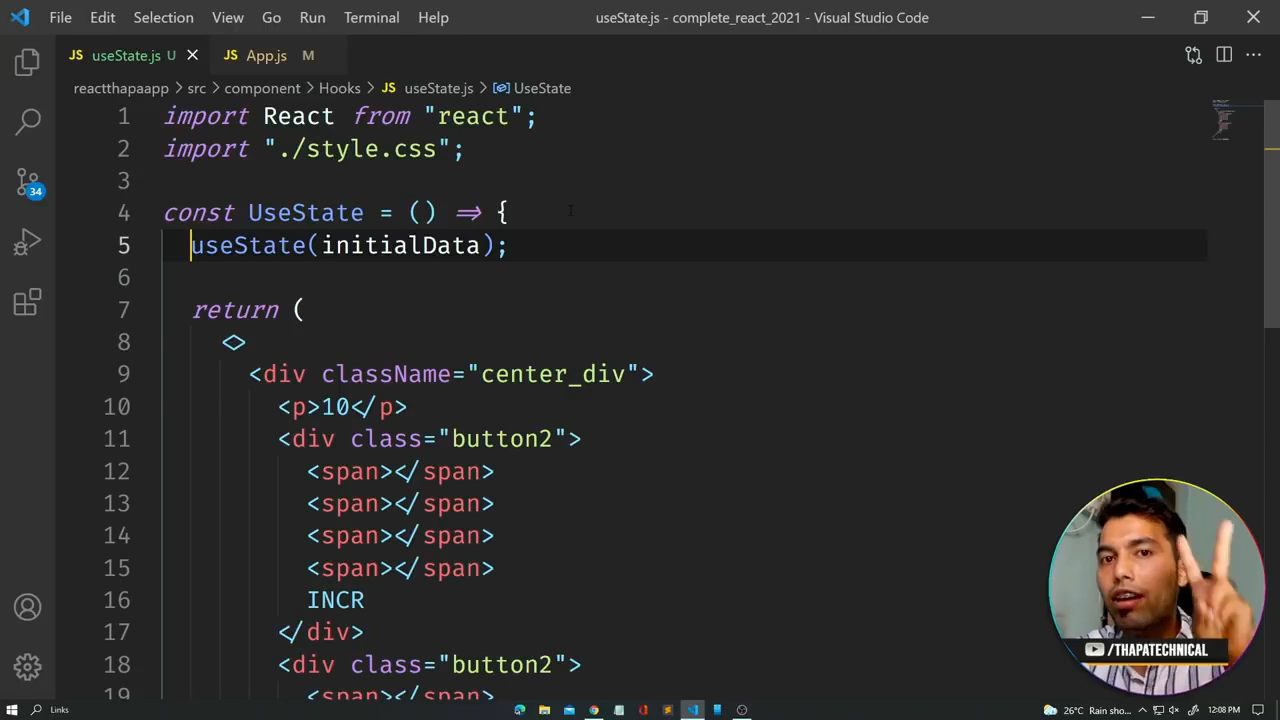 File Edit Selection View Go Run Terminal Help useState.js - complete_react_2021 - Visual Studio Code
JS useState.js U JS App.js M
reactthapaapp > src > component > Hooks > JS useState.js > UseState
1 import React from "react";
2 import "./style.css";
3
4 const UseState = () => {
5 useState(initialData);
6
7 return (
8 <>
9 <div className="center_div">
10 <p>10</p>
11 <div class="button2">
12 <span></span>
13 <span></span>
14 <span></span>
15 <span></span>
16 INCR
17 </div>
18 <div class="button2">
19 <span></span>
34
/THAPATECHNICAL
Links 26°C Rain sho... 12:08 PM